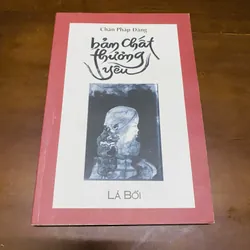 Chân Pháp Đăng
bản chất
thương
yêu
LÁ BỐI